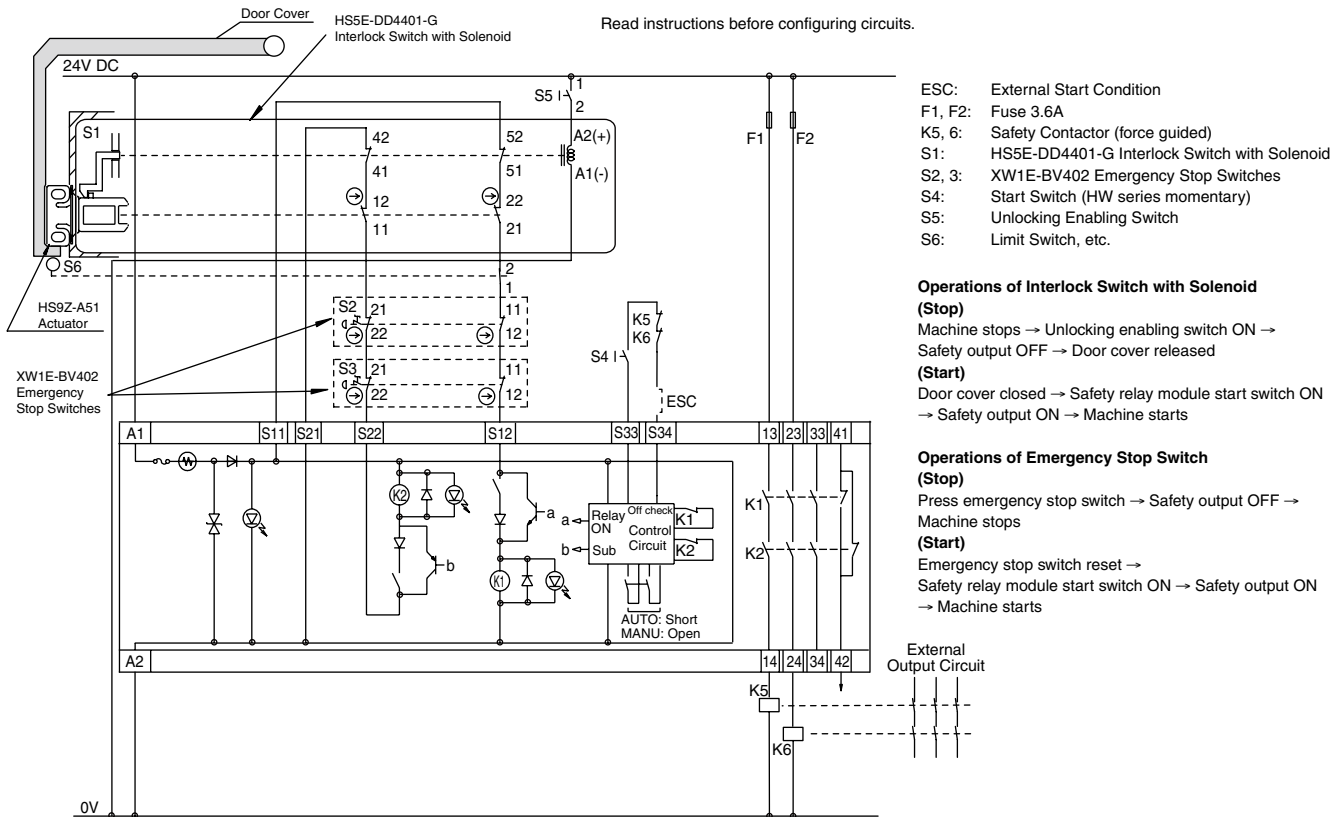 Door Cover
HS5E-DD4401-G
Interlock Switch with Solenoid
Read instructions before configuring circuits.
24V DC
S1
42
41
12
11
52
51
22
21
S5
1
2
A2(+)
A1(-)
F1
F2
S6
HS9Z-A51
Actuator
2
1
S2
21
22
11
12
S3
21
22
11
12
XW1E-BV402
Emergency
Stop Switches
K5
K6
S4
ESC
A1
S11
S21
S22
S12
S33
S34
13
23
33
41
K2
b
a
K1
a
b
Relay
ON
Sub
Off check
Control
Circuit
K1
K2
AUTO: Short
MANU: Open
K1
K2
A2
14
24
34
42
K5
K6
External
Output Circuit
0V
ESC: External Start Condition
F1, F2: Fuse 3.6A
K5, 6: Safety Contactor (force guided)
S1: HS5E-DD4401-G Interlock Switch with Solenoid
S2, 3: XW1E-BV402 Emergency Stop Switches
S4: Start Switch (HW series momentary)
S5: Unlocking Enabling Switch
S6: Limit Switch, etc.
Operations of Interlock Switch with Solenoid
(Stop)
Machine stops → Unlocking enabling switch ON →
Safety output OFF → Door cover released
(Start)
Door cover closed → Safety relay module start switch ON
→ Safety output ON → Machine starts
Operations of Emergency Stop Switch
(Stop)
Press emergency stop switch → Safety output OFF →
Machine stops
(Start)
Emergency stop switch reset →
Safety relay module start switch ON → Safety output ON
→ Machine starts